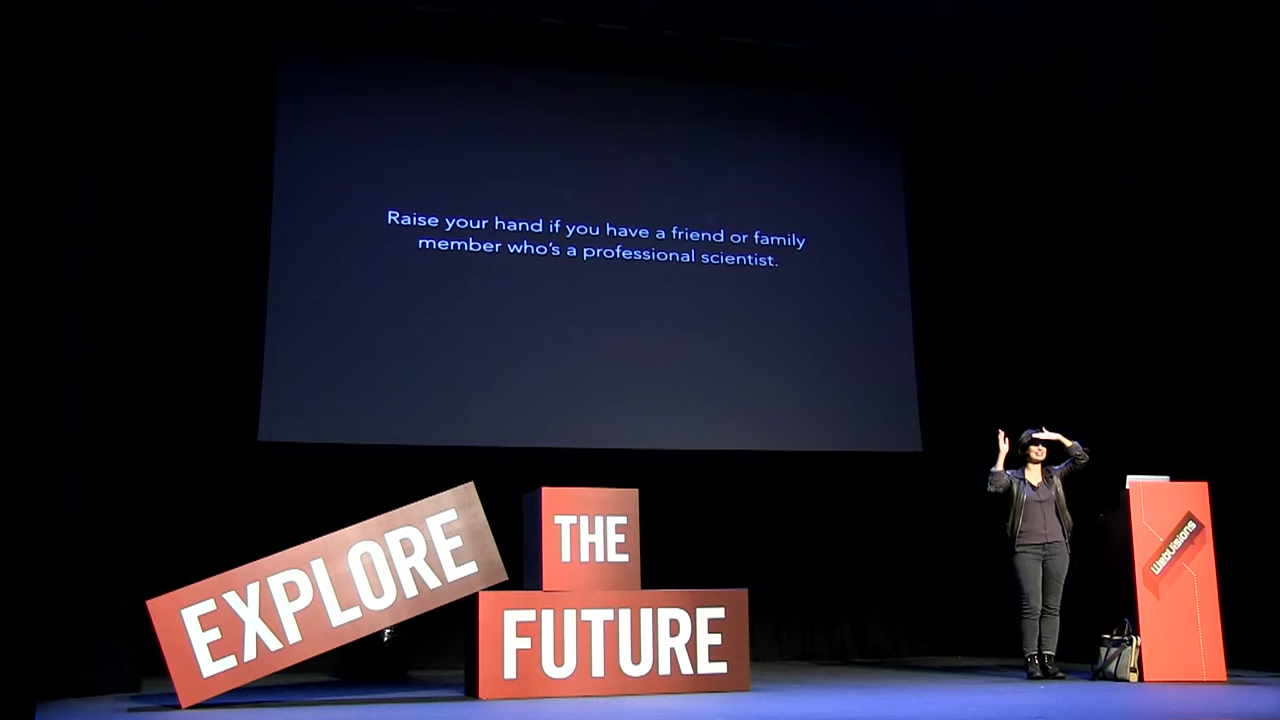 Raise your hand if you have a friend or family
member who's a professional scientist.
EXPLORE
THE
FUTURE
WebVisions